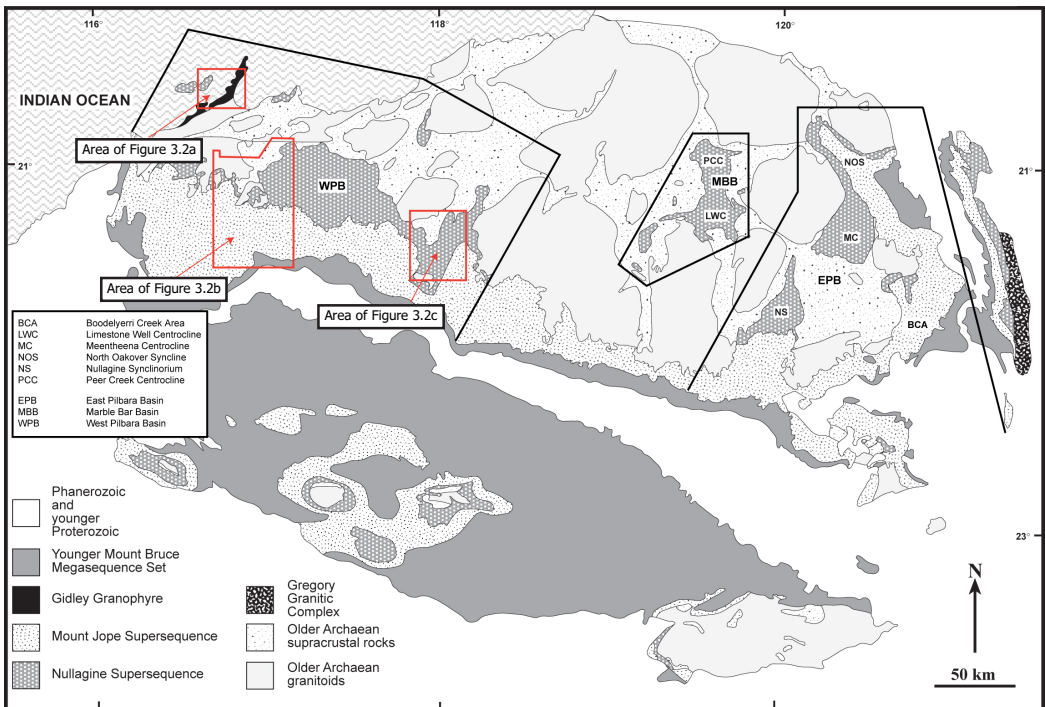 116°
118°
120°
INDIAN OCEAN
Area of Figure 3.2a
21°
21°
WPB
PCC
MBB
LWC
NOS
MC
EPB
NS
BCA
Area of Figure 3.2b
Area of Figure 3.2c
BCA Boodelyerri Creek Area
LWC Limestone Well Centrocline
MC Meentheena Centrocline
NOS North Oakover Syncline
NS Nullagine Synclinorium
PCC Peer Creek Centrocline
EPB East Pilbara Basin
MBB Marble Bar Basin
WPB West Pilbara Basin
Phanerozoic
and
younger
Proterozoic
Younger Mount Bruce
Megasequence Set
Gidley Granophyre
Mount Jope Supersequence
Nullagine Supersequence
Gregory
Granitic
Complex
Older Archaean
supracrustal rocks
Older Archaean
granitoids
23°
N
50 km